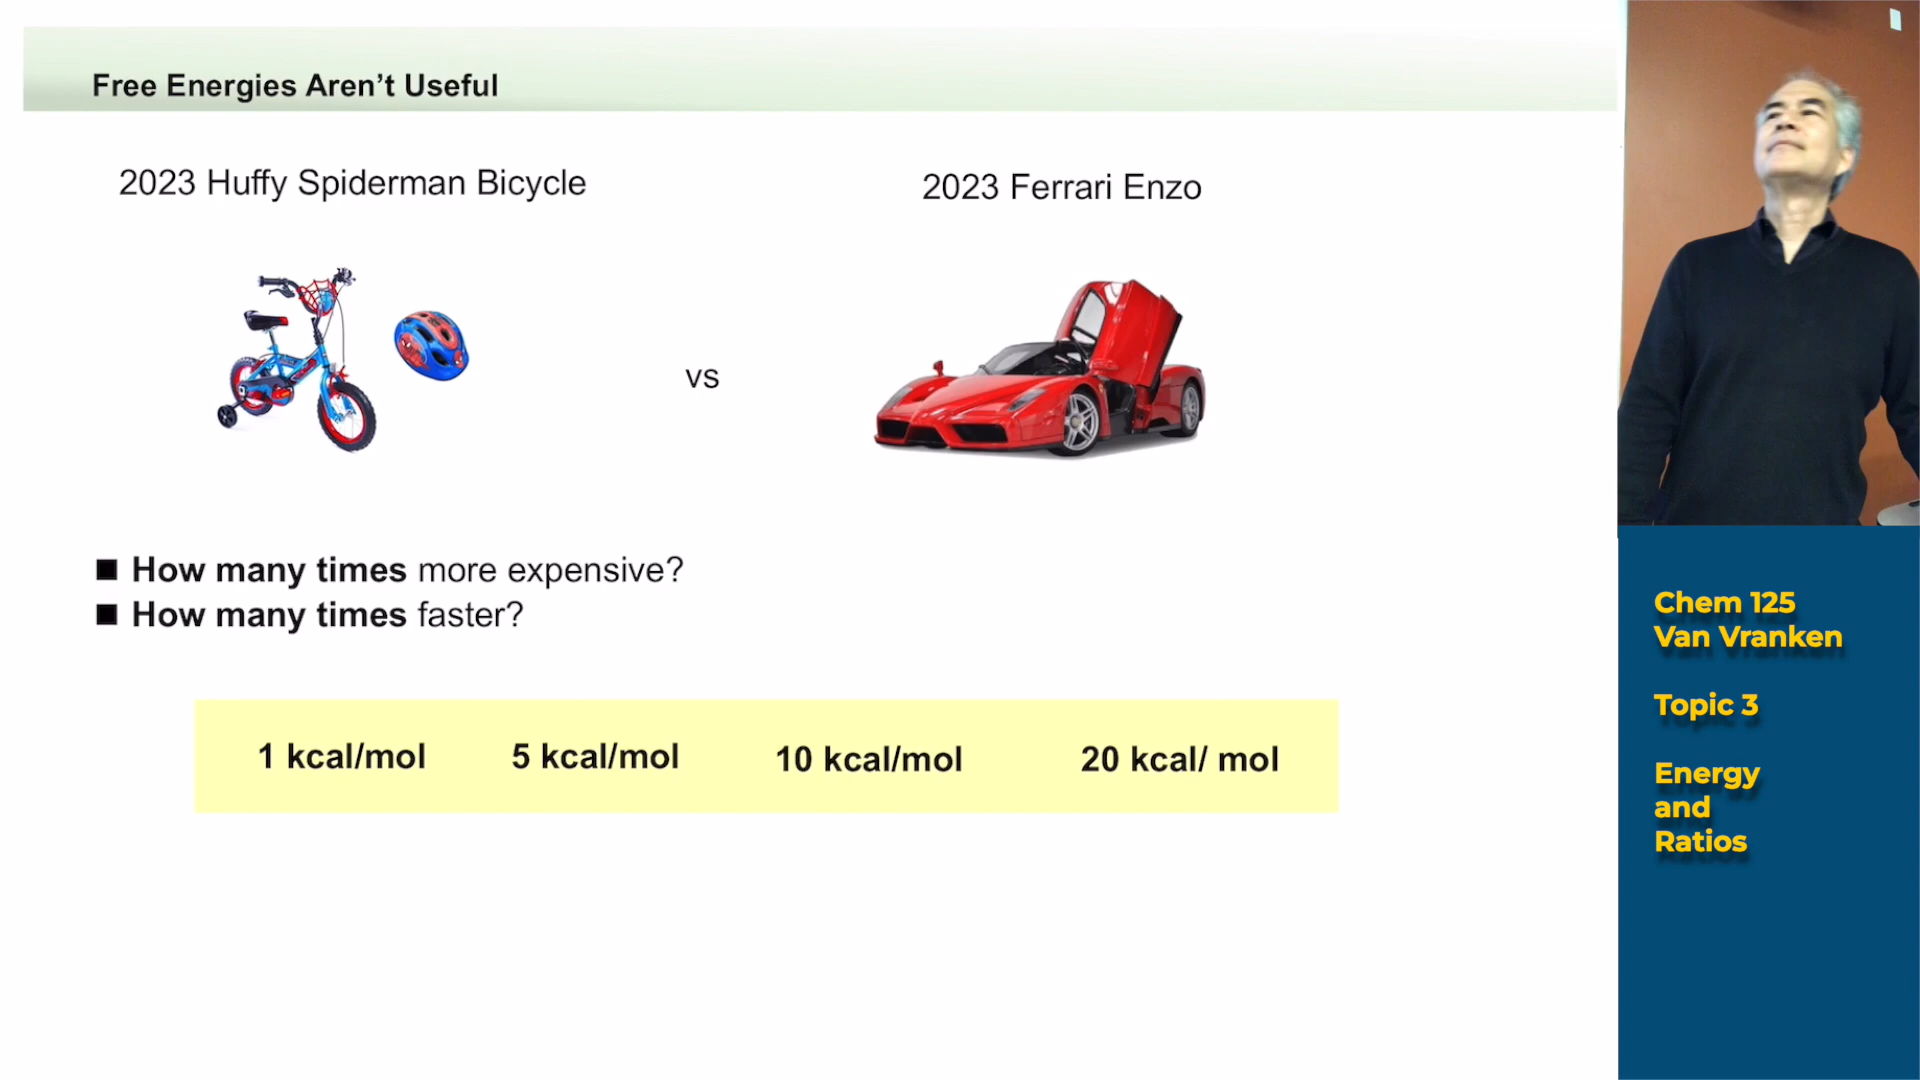 Free Energies Aren’t Useful
2023 Huffy Spiderman Bicycle
2023 Ferrari Enzo
vs
■ How many times more expensive?
■ How many times faster?
1 kcal/mol 5 kcal/mol 10 kcal/mol 20 kcal/ mol
Chem 125
Van Vranken
Topic 3
Energy
and
Ratios